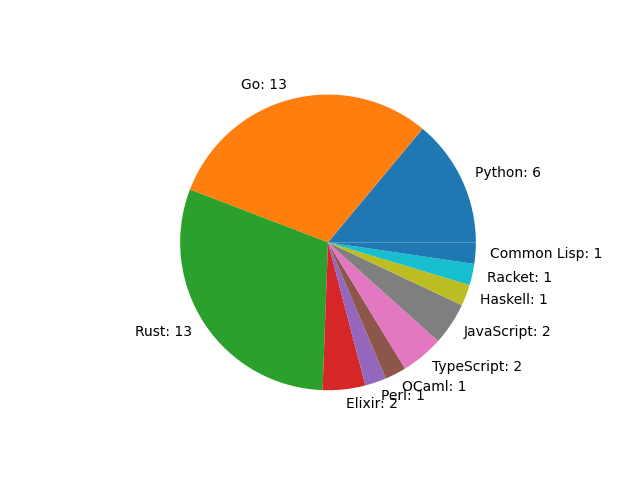 Go: 13
Python: 6
Common Lisp: 1
Racket: 1
Haskell: 1
JavaScript: 2
Rust: 13
TypeScript: 2
OCaml: 1
Perl: 1
Elixir: 2